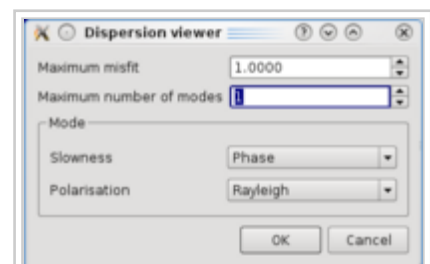 Dispersion viewer
Maximum misfit 1.0000
Maximum number of modes 1
Mode
Slowness Phase
Polarisation Rayleigh
OK Cancel